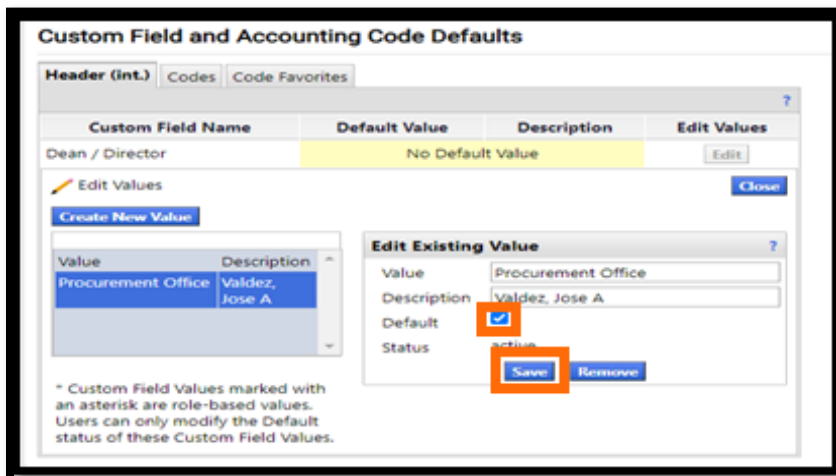 Custom Field and Accounting Code Defaults
Header (int.) Codes Code Favorites
?
Custom Field Name Default Value Description Edit Values
Dean / Director No Default Value Edit
Edit Values Close
Create New Value
Edit Existing Value ?
Value Description
Procurement Office Valdez, Jose A
Value Procurement Office
Description Valdez, Jose A
Default
Status active
Save Remove
* Custom Field Values marked with
an asterisk are role-based values.
Users can only modify the Default
status of these Custom Field Values.